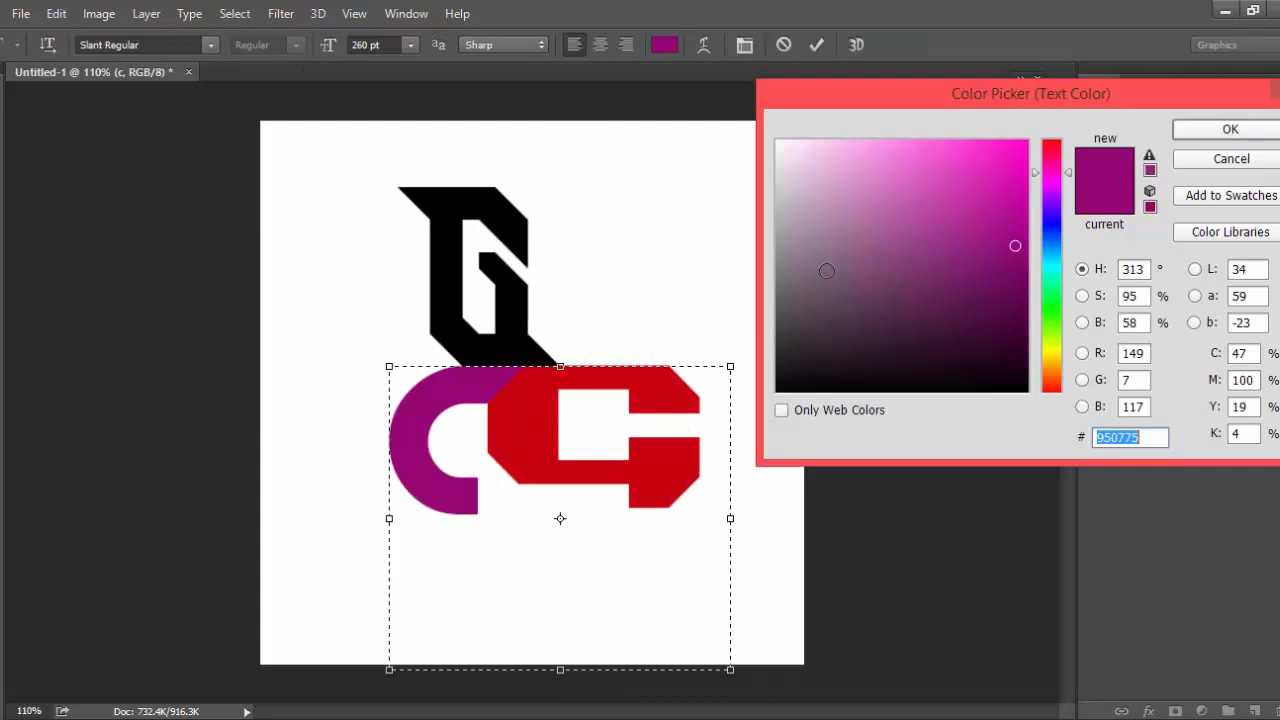 File Edit Image Layer Type Select Filter 3D View Window Help
Slant Regular Regular 260 pt aa Sharp 3D Graphics
Untitled-1 @ 110% (c, RGB/8) * ×
Color Picker (Text Color)
new
current
OK
Cancel
Add to Swatches
Color Libraries
H: 313 °
S: 95 %
B: 58 %
R: 149
G: 7
B: 117
# 950775
L: 34
a: 59
b: -23
C: 47 %
M: 100 %
Y: 19 %
K: 4 %
Only Web Colors
110% Doc: 732.4K/916.3K
fx